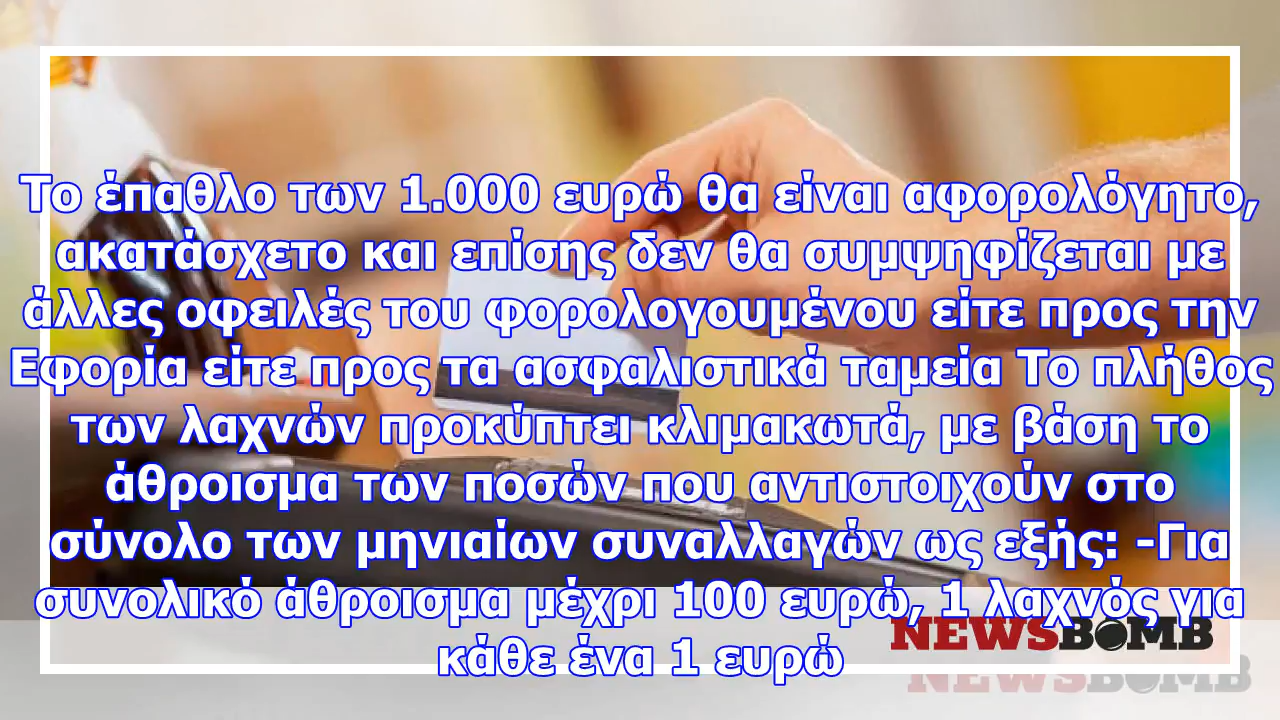 Το έπαθλο των 1.000 ευρώ θα είναι αφορολόγητο,
ακατάσχετο και επίσης δεν θα συμψηφίζεται με
άλλες οφειλές του φορολογουμένου είτε προς την
Εφορία είτε προς τα ασφαλιστικά ταμεία Το πλήθος
των λαχνών προκύπτει κλιμακωτά, με βάση το
άθροισμα των ποσών που αντιστοιχούν στο
σύνολο των μηνιαίων συναλλαγών ως εξής: -Για
συνολικό άθροισμα μέχρι 100 ευρώ, 1 λαχνός για
κάθε ένα 1 ευρώ
NEWSBOMB
NEWSBOMB